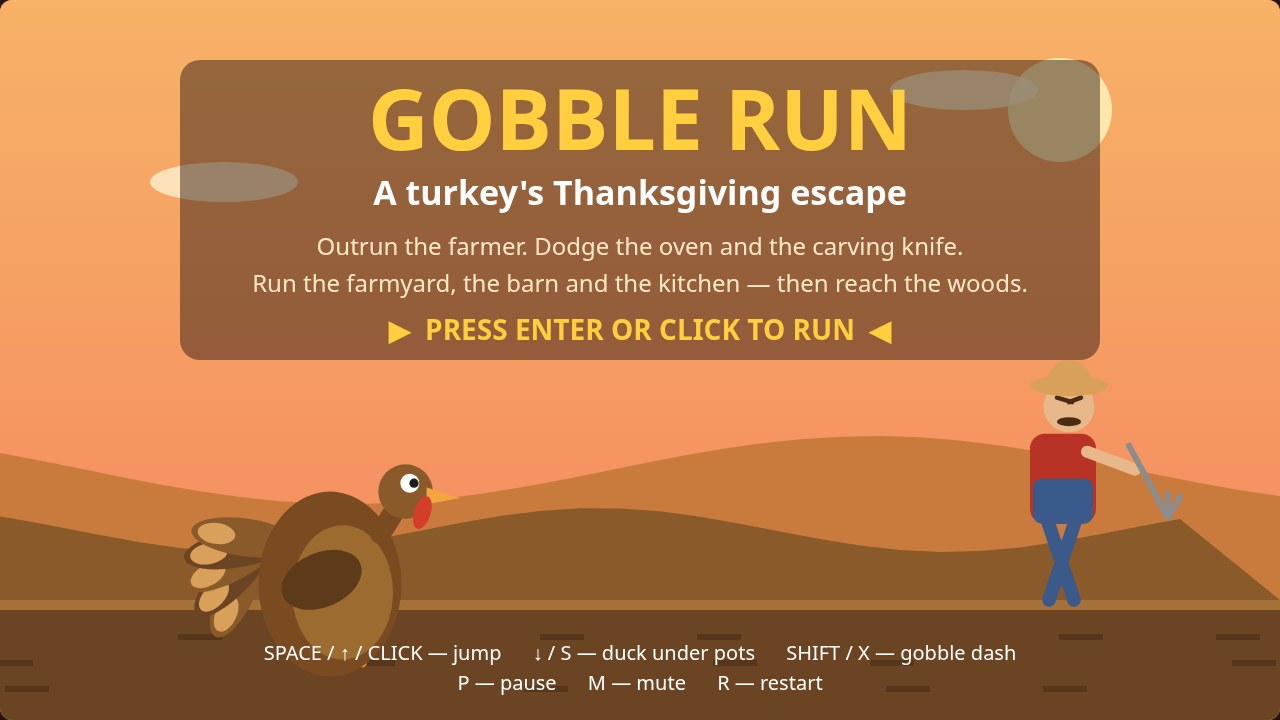 GOBBLE RUN
A turkey's Thanksgiving escape
Outrun the farmer. Dodge the oven and the carving knife.
Run the farmyard, the barn and the kitchen — then reach the woods.
▶ PRESS ENTER OR CLICK TO RUN ◀
SPACE / ↑ / CLICK — jump ↓ / S — duck under pots SHIFT / X — gobble dash
P — pause M — mute R — restart